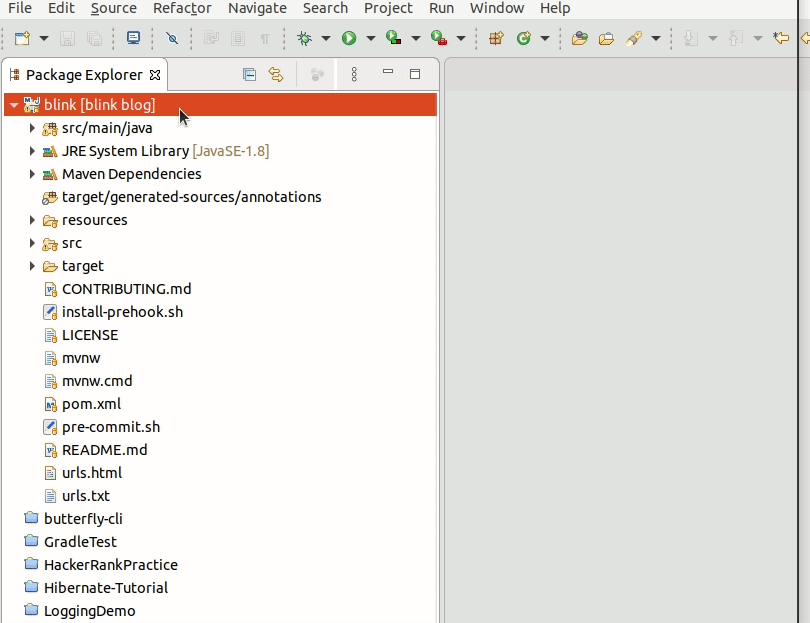 File Edit Source Refactor Navigate Search Project Run Window Help
Package Explorer
blink [blink blog]
src/main/java
JRE System Library [JavaSE-1.8]
Maven Dependencies
target/generated-sources/annotations
resources
src
target
CONTRIBUTING.md
install-prehook.sh
LICENSE
mvnw
mvnw.cmd
pom.xml
pre-commit.sh
README.md
urls.html
urls.txt
butterfly-cli
GradleTest
HackerRankPractice
Hibernate-Tutorial
LoggingDemo